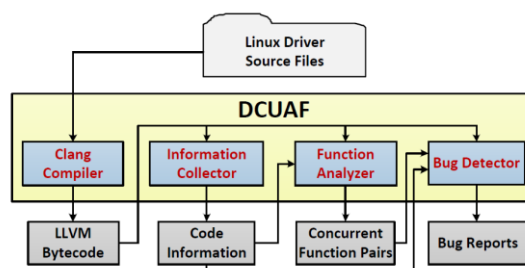 Linux Driver
Source Files
DCUAF
Clang
Compiler
Information
Collector
Function
Analyzer
Bug Detector
LLVM
Bytecode
Code
Information
Concurrent
Function Pairs
Bug Reports